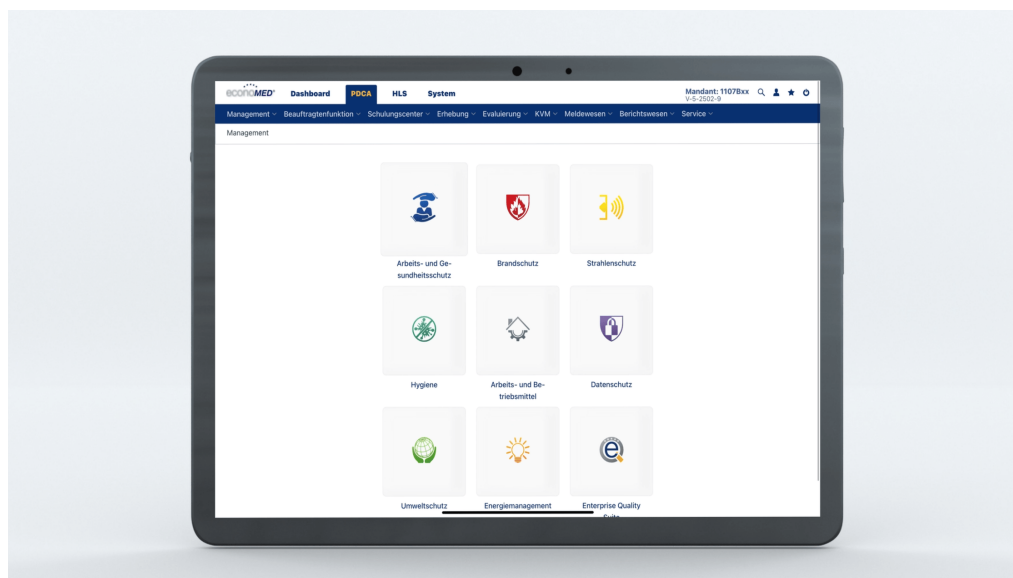 econoMED®
Dashboard PDCA HLS System
Mandant: 1107Bxx
V-5-2502-9
Management Beauftragtenfunktion Schulungscenter Erhebung Evaluierung KVM Meldewesen Berichtswesen Service
Management
Arbeits- und Ge-
sundheitsschutz
Brandschutz
Strahlenschutz
Hygiene
Arbeits- und Be-
triebsmittel
Datenschutz
Umweltschutz
Energiemanagement
Enterprise Quality